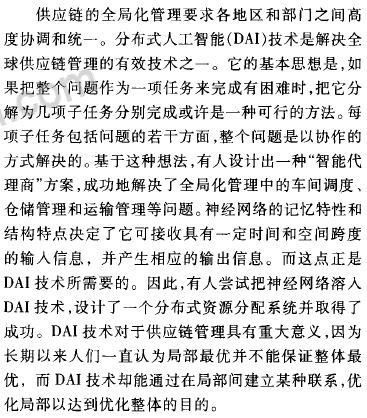 供应链的全局化管理要求各地区和部门之间高
度协调和统一。分布式人工智能(DAI)技术是解决全
球供应链管理的有效技术之一。它的基本思想是,如
果把整个问题作为一项任务来完成有困难时,把它分
解为几项子任务分别完成或许是一种可行的方法。每
项子任务包括问题的若干方面,整个问题是以协作的
方式解决的。基于这种想法,有人设计出一种“智能代
理商”方案,成功地解决了全局化管理中的车间调度、
仓储管理和运输管理等问题。神经网络的记忆特性和
结构特点决定了它可接收具有一定时间和空间跨度
的输入信息，并产生相应的输出信息。而这点正是
DAI 技术所需要的。因此,有人尝试把神经网络溶入
DAI 技术,设计了一个分布式资源分配系统并取得了
成功。DAI 技术对于供应链管理具有重大意义,因为
长期以来人们一直认为局部最优并不能保证整体最
优，而 DAI 技术却能通过在局部间建立某种联系,优
化局部以达到优化整体的目的。